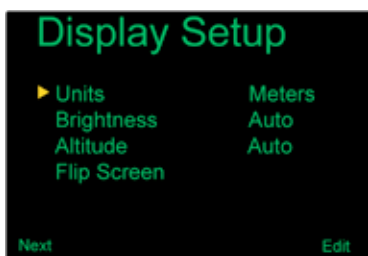 Display Setup
Units Meters
Brightness Auto
Altitude Auto
Flip Screen
Next Edit